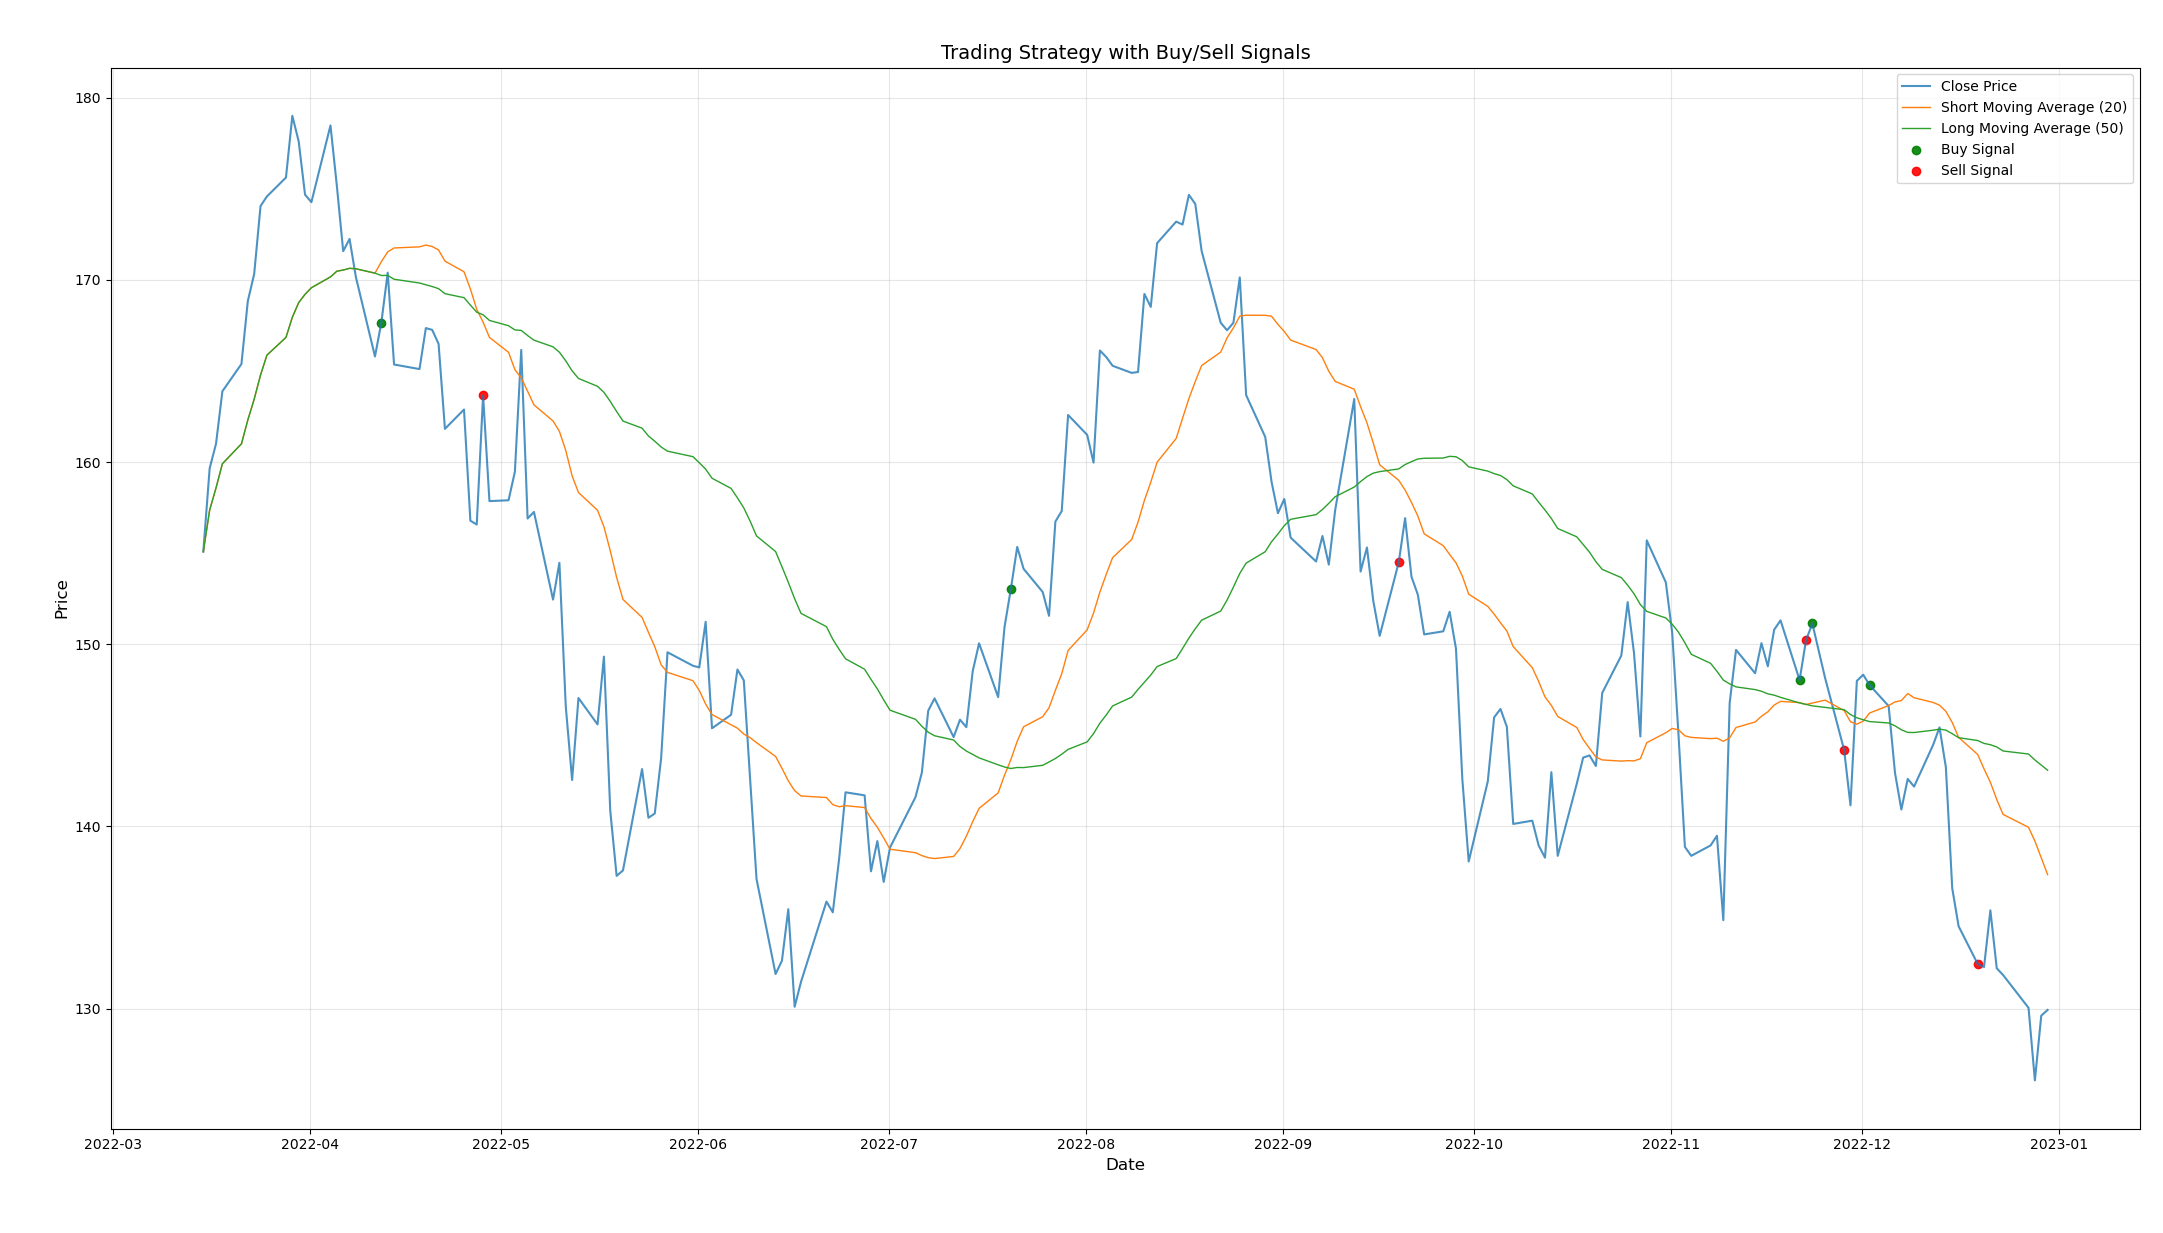 Trading Strategy with Buy/Sell Signals
Close Price
Short Moving Average (20)
Long Moving Average (50)
Buy Signal
Sell Signal
Price
180
170
160
150
140
130
2022-03
2022-04
2022-05
2022-06
2022-07
2022-08
2022-09
2022-10
2022-11
2022-12
2023-01
Date